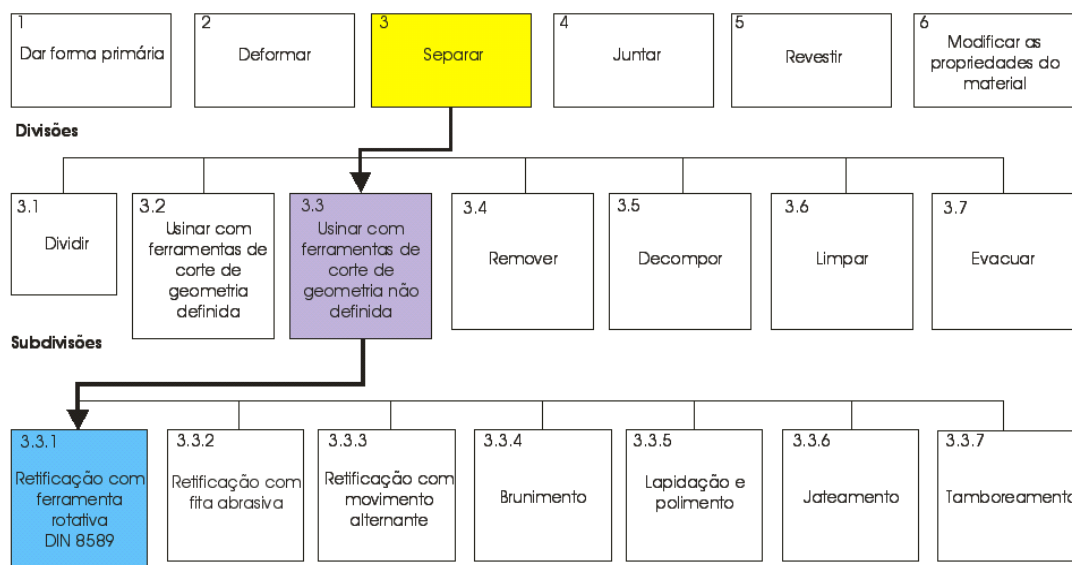 1
Dar forma primária
2
Deformar
3
Separar
4
Juntar
5
Revestir
6
Modificar as
propriedades do
material
Divisões
3.1
Dividir
3.2
Usinar com
ferramentas de
corte de
geometria
definida
3.3
Usinar com
ferramentas de
corte de
geometria não
definida
3.4
Remover
3.5
Decompor
3.6
Limpar
3.7
Evacuar
Subdivisões
3.3.1
Retificação com
ferramenta
rotativa
DIN 8589
3.3.2
Retificação com
fita abrasiva
3.3.3
Retificação com
movimento
alternante
3.3.4
Brunimento
3.3.5
Lapidação e
polimento
3.3.6
Jateamento
3.3.7
Tamboreamento